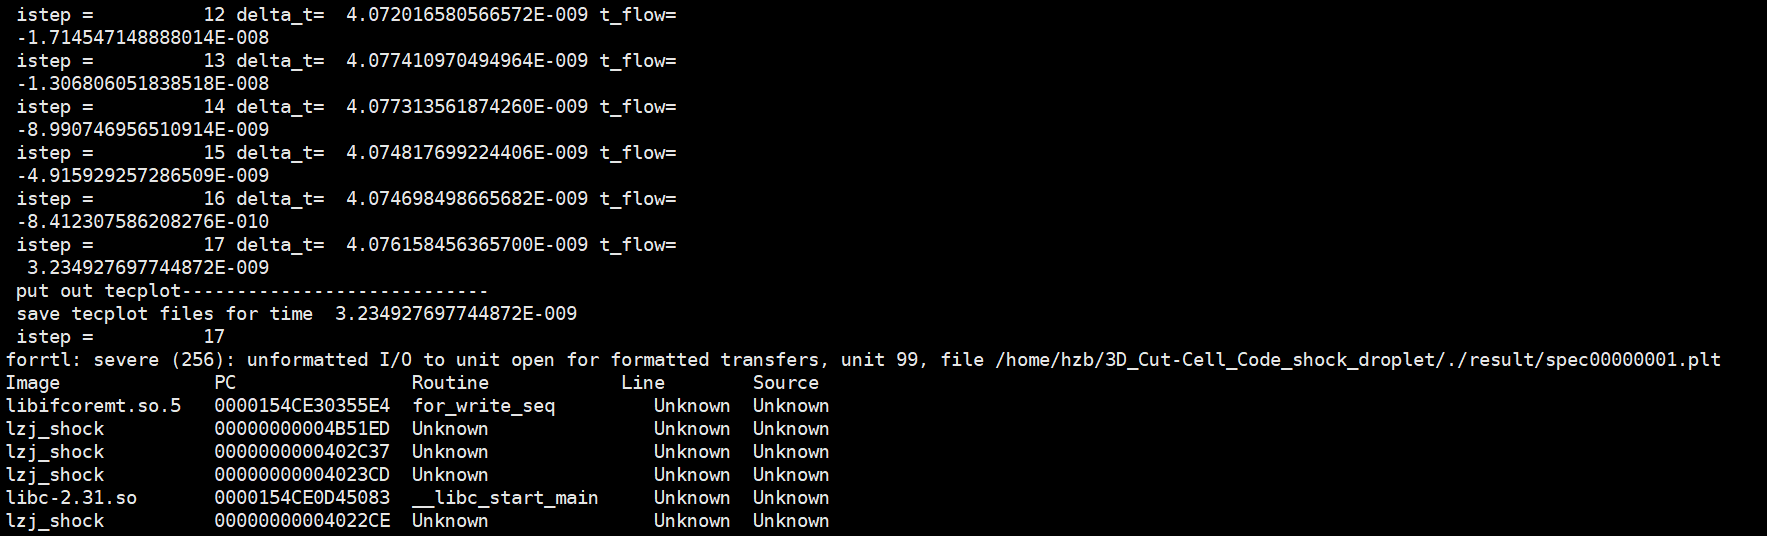 istep =          12 delta_t=  4.072016580566572E-009 t_flow=
-1.714547148888014E-008
istep =          13 delta_t=  4.077410970494964E-009 t_flow=
-1.306806051838518E-008
istep =          14 delta_t=  4.077313561874260E-009 t_flow=
-8.990746956510914E-009
istep =          15 delta_t=  4.074817699224406E-009 t_flow=
-4.915929257286509E-009
istep =          16 delta_t=  4.074698498665682E-009 t_flow=
-8.412307586208276E-010
istep =          17 delta_t=  4.076158456365700E-009 t_flow=
3.234927697744872E-009
put out tecplot----------------------------
save tecplot files for time  3.234927697744872E-009
istep =          17
forrtl: severe (256): unformatted I/O to unit open for formatted transfers, unit 99, file /home/hzb/3D_Cut-Cell_Code_shock_droplet/./result/spec00000001.plt
Image              PC                Routine            Line        Source
libifcoremt.so.5   0000154CE30355E4  for_write_seq         Unknown  Unknown
lzj_shock          00000000004B51ED  Unknown               Unknown  Unknown
lzj_shock          0000000000402C37  Unknown               Unknown  Unknown
lzj_shock          00000000004023CD  Unknown               Unknown  Unknown
libc-2.31.so       0000154CE0D45083  __libc_start_main     Unknown  Unknown
lzj_shock          00000000004022CE  Unknown               Unknown  Unknown